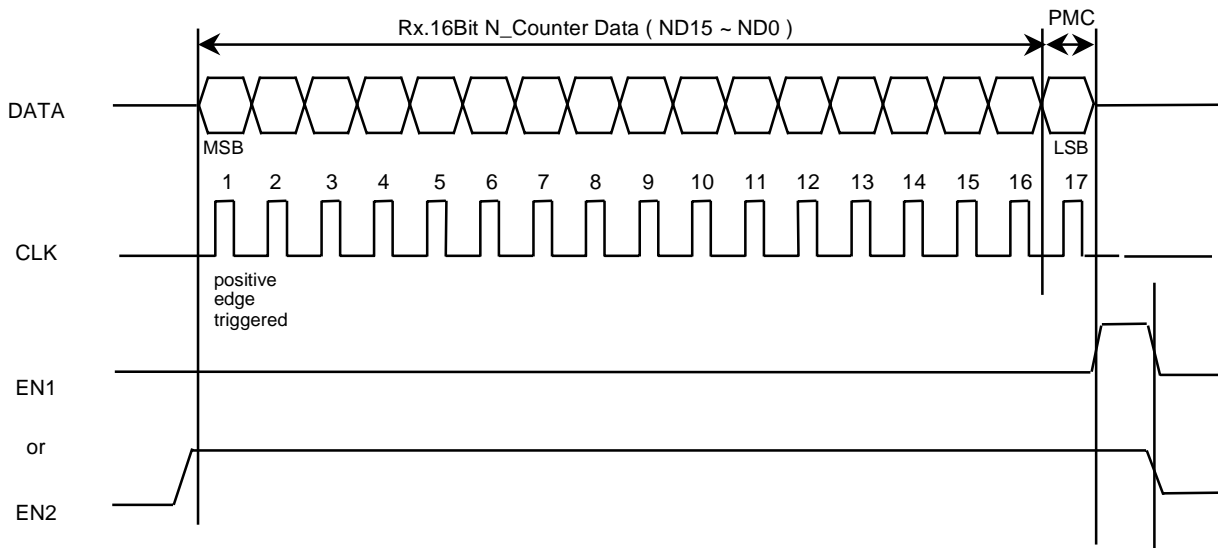 PMC
Rx.16Bit N_Counter Data ( ND15 ~ ND0 )
DATA
MSB
LSB
1 2 3 4 5 6 7 8 9 10 11 12 13 14 15 16 17
CLK
positive
edge
triggered
EN1
or
EN2